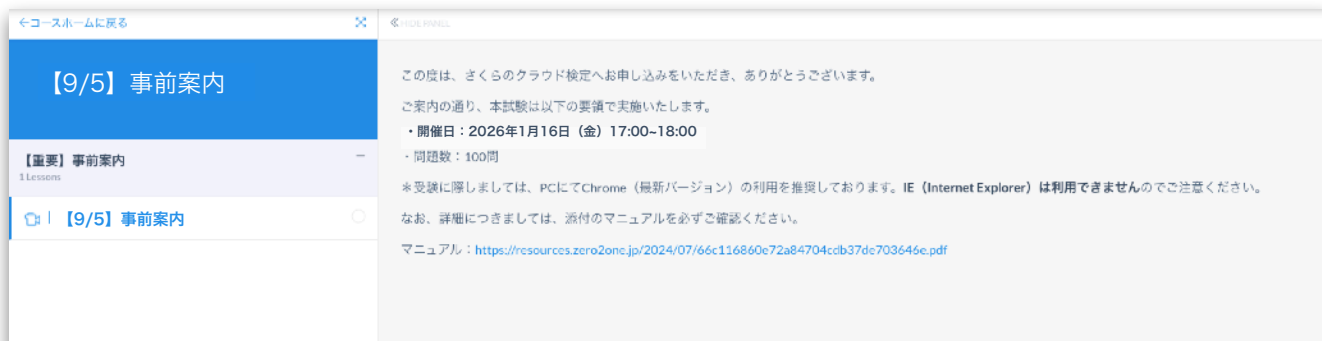 ←コースホームに戻る
≪HIDE PANEL
【9/5】事前案内
【重要】事前案内
1 Lessons
【9/5】事前案内
この度は、さくらのクラウド検定へお申し込みをいただき、ありがとうございます。
ご案内の通り、本試験は以下の要領で実施いたします。
・開催日：2026年1月16日（金）17:00~18:00
・問題数：100問
＊受験に際しましては、PCにてChrome（最新バージョン）の利用を推奨しております。IE（Internet Explorer）は利用できませんのでご注意ください。
なお、詳細につきましては、添付のマニュアルを必ずご確認ください。
マニュアル：https://resources.zero2one.jp/2024/07/66c116860e72a84704cdb37de703646e.pdf